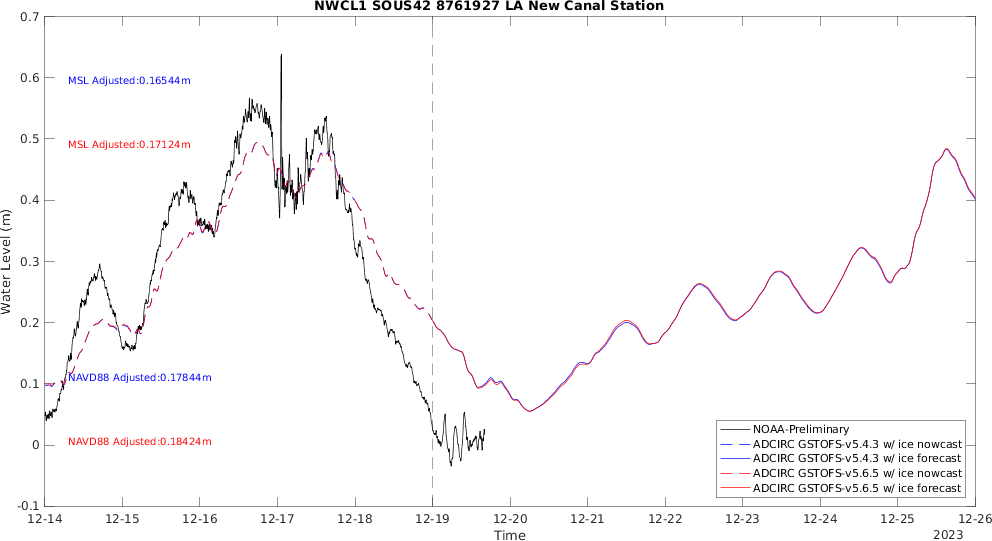 NWCL1 SOUS42 8761927 LA New Canal Station
Water Level (m)
0.7
0.6
0.5
0.4
0.3
0.2
0.1
0
-0.1
MSL Adjusted:0.16544m
MSL Adjusted:0.17124m
NAVD88 Adjusted:0.17844m
NAVD88 Adjusted:0.18424m
NOAA-Preliminary
ADCIRC GSTOFS-v5.4.3 w/ ice nowcast
ADCIRC GSTOFS-v5.4.3 w/ ice forecast
ADCIRC GSTOFS-v5.6.5 w/ ice nowcast
ADCIRC GSTOFS-v5.6.5 w/ ice forecast
12-14 12-15 12-16 12-17 12-18 12-19 12-20 12-21 12-22 12-23 12-24 12-25 12-26
Time
2023